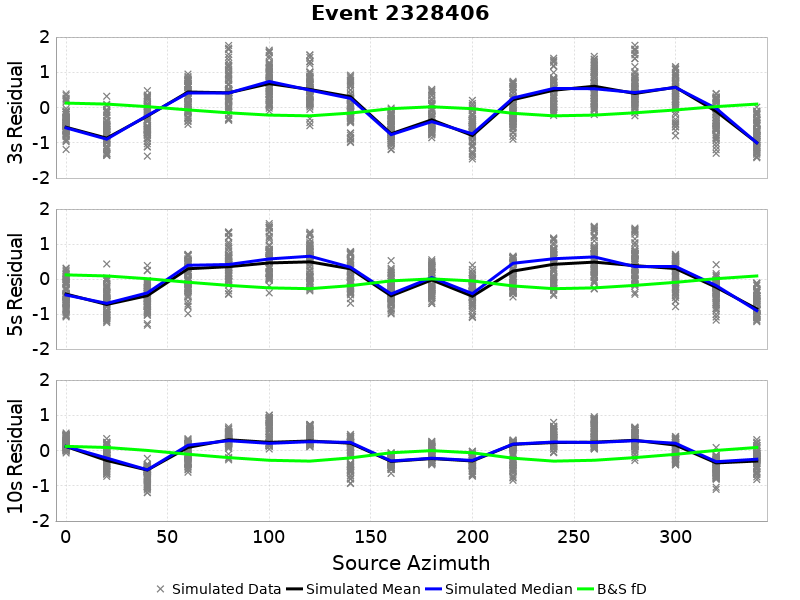 Event 2328406
3s Residual
2
1
0
-1
-2
5s Residual
2
1
0
-1
-2
10s Residual
2
1
0
-1
-2
0 50 100 150 200 250 300
Source Azimuth
Simulated Data Simulated Mean Simulated Median B&S fD